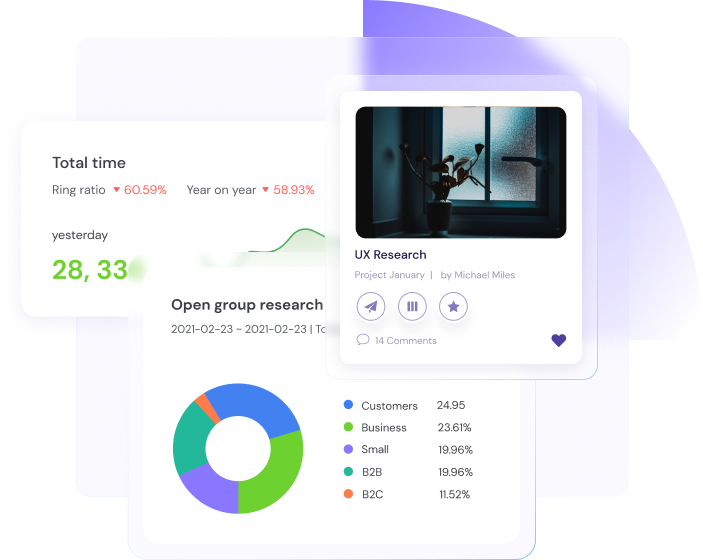 Total time
Ring ratio 60.59% Year on year 58.93%
yesterday
28, 33
UX Research
Project January | by Michael Miles
14 Comments
Open group research
2021-02-23 ~ 2021-02-23 |
Customers 24.95
Business 23.61%
Small 19.96%
B2B 19.96%
B2C 11.52%